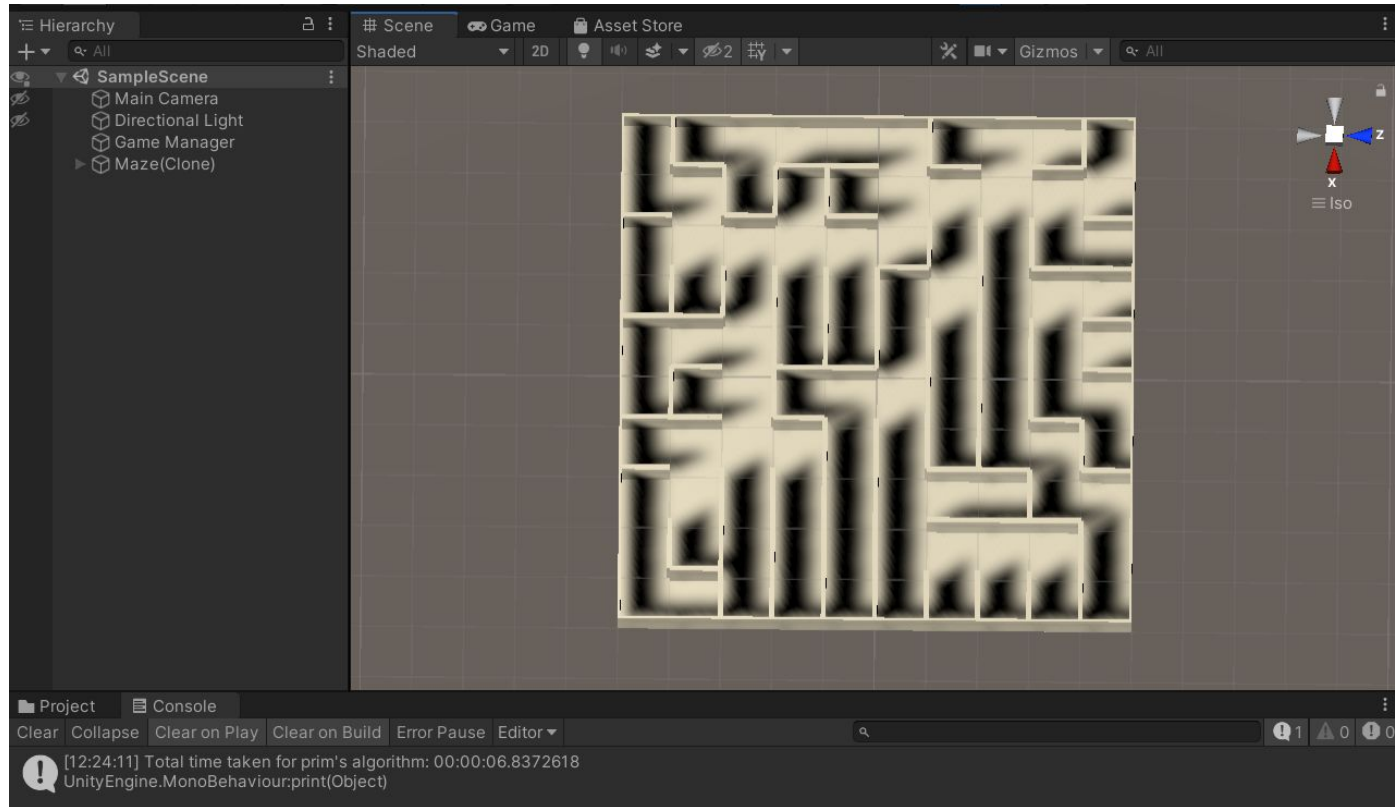 Hierarchy
All
SampleScene
Main Camera
Directional Light
Game Manager
Maze(Clone)
Scene Game Asset Store
Shaded 2D 2 Gizmos All
z
x
Iso
Project Console
Clear Collapse Clear on Play Clear on Build Error Pause Editor 1 0 0
[12:24:11] Total time taken for prim's algorithm: 00:00:06.8372618
UnityEngine.MonoBehaviour:print(Object)